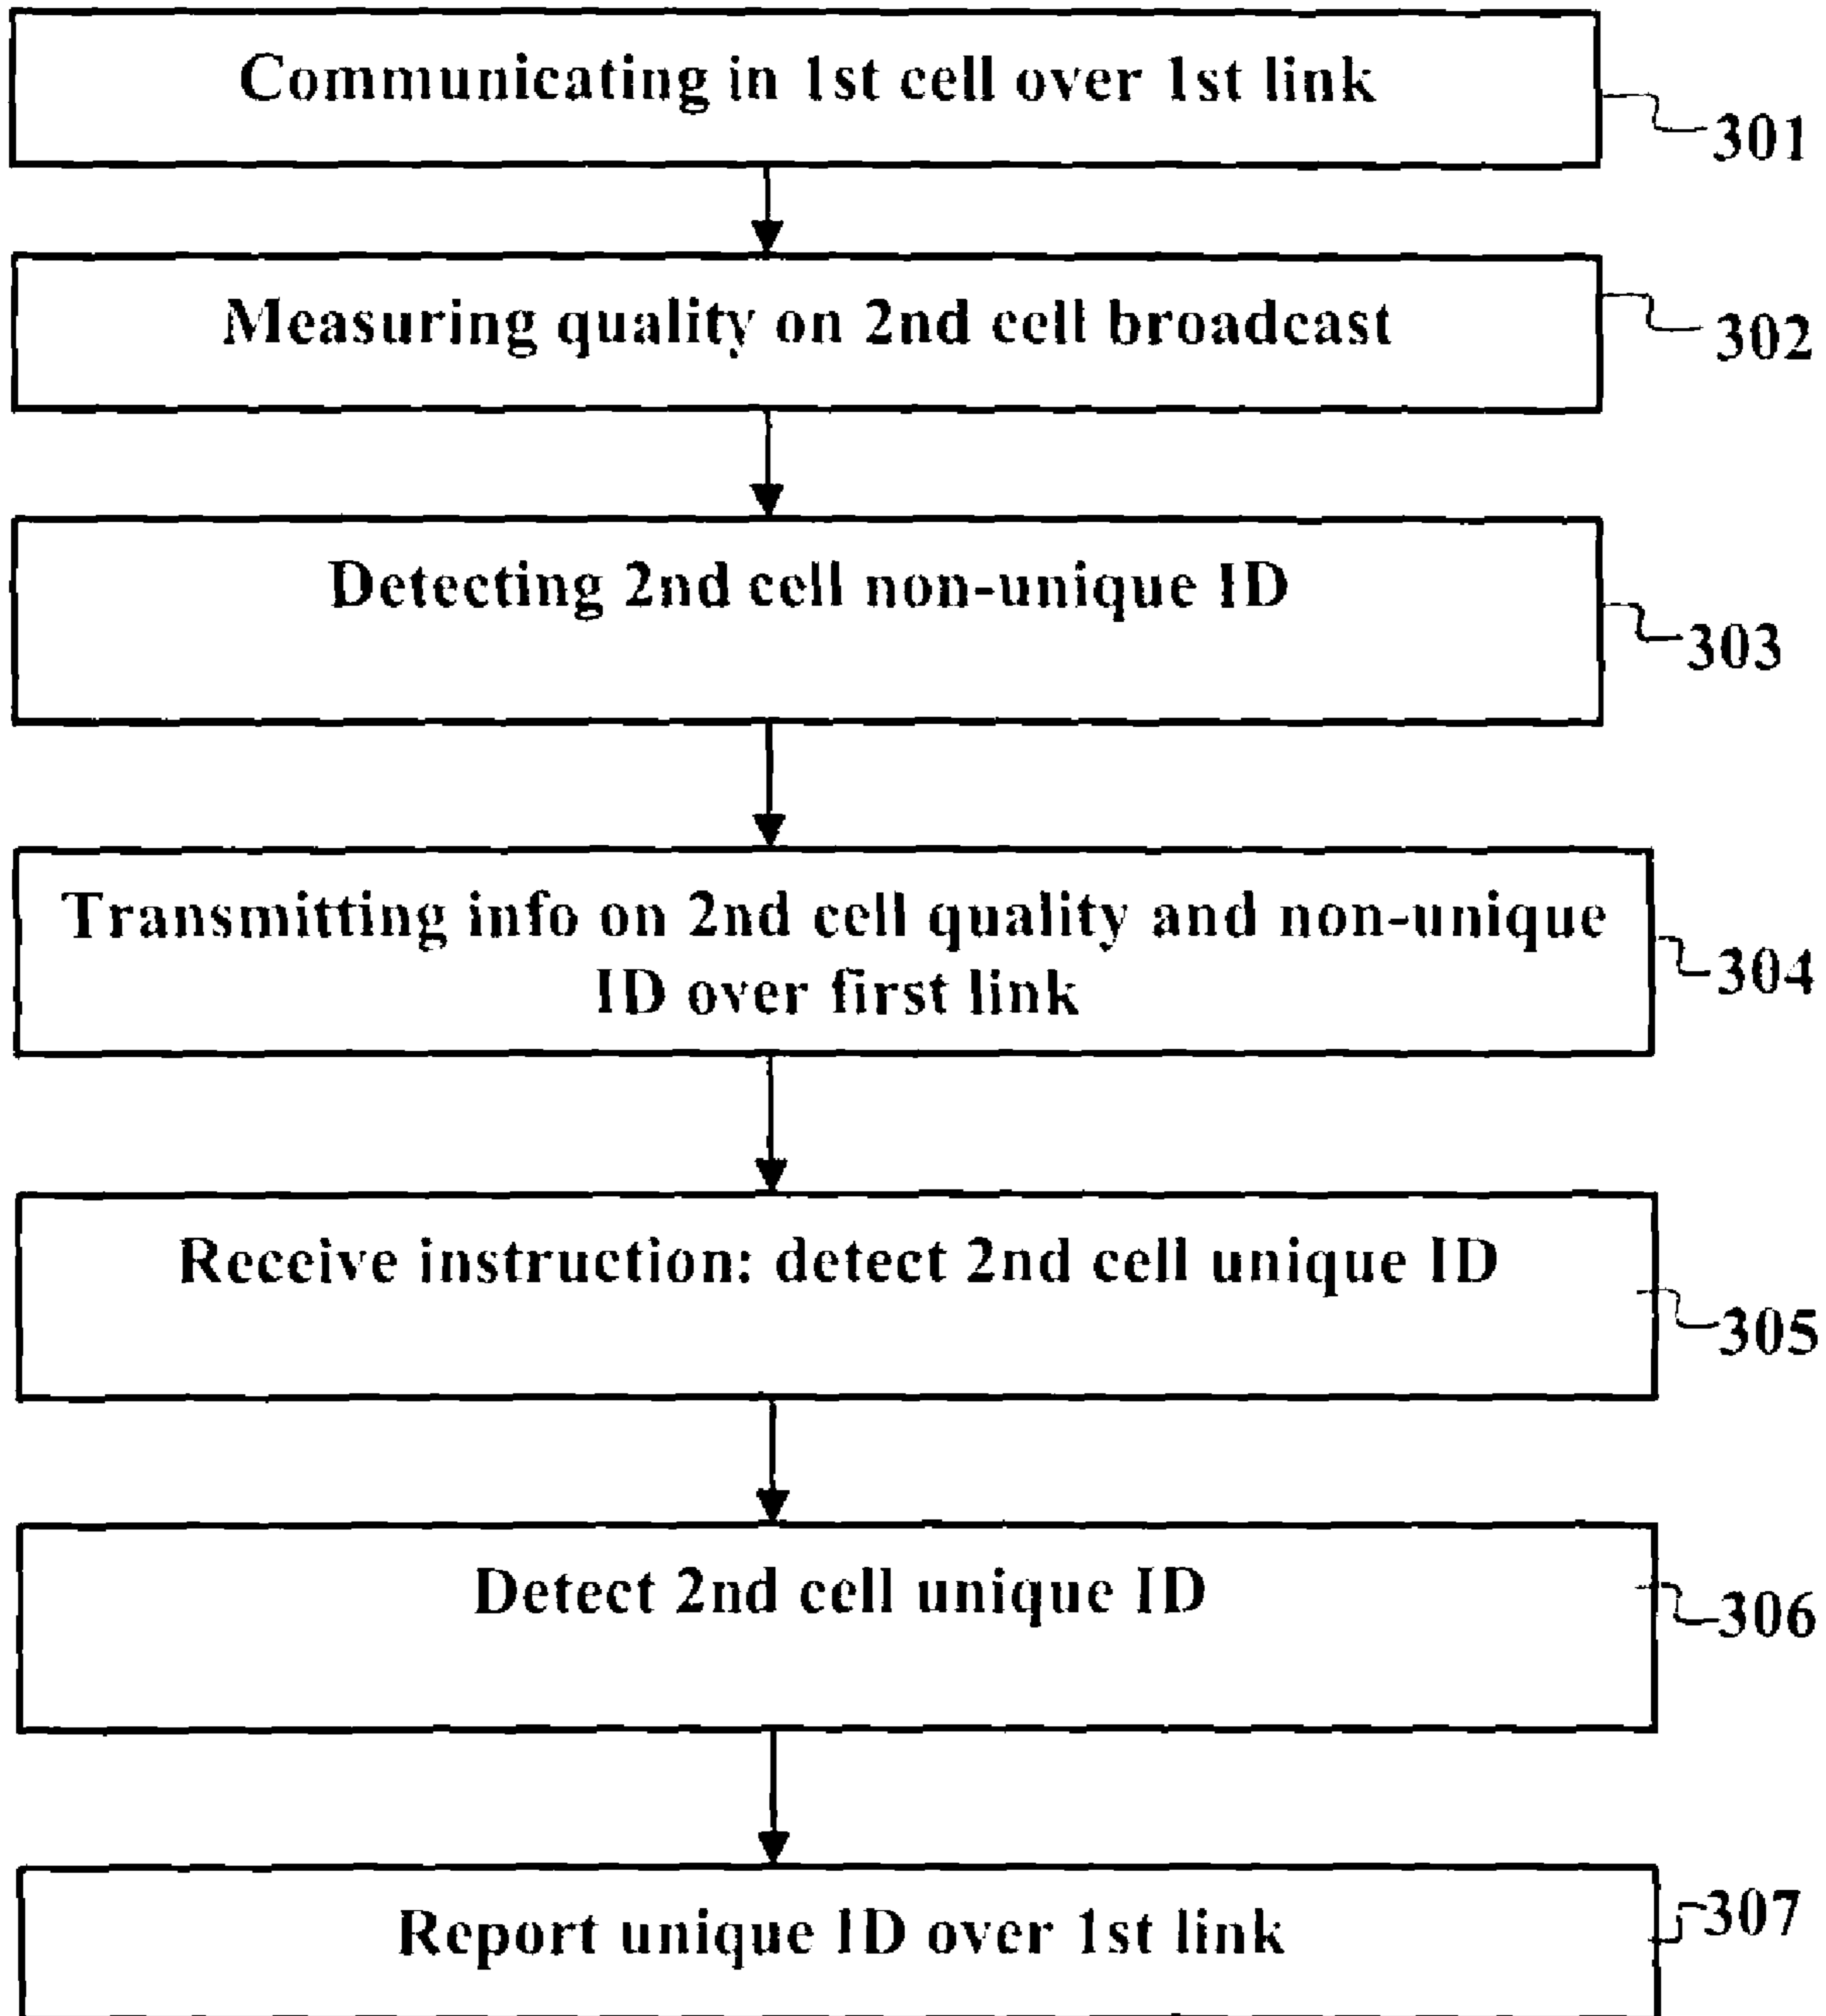 Communicating in 1st cell over 1st link
301
Measuring quality on 2nd cell broadcast
302
Detecting 2nd cell non-unique ID
303
Transmitting info on 2nd cell quality and non-unique
ID over first link
304
Receive instruction: detect 2nd cell unique ID
305
Detect 2nd cell unique ID
306
Report unique ID over 1st link
307